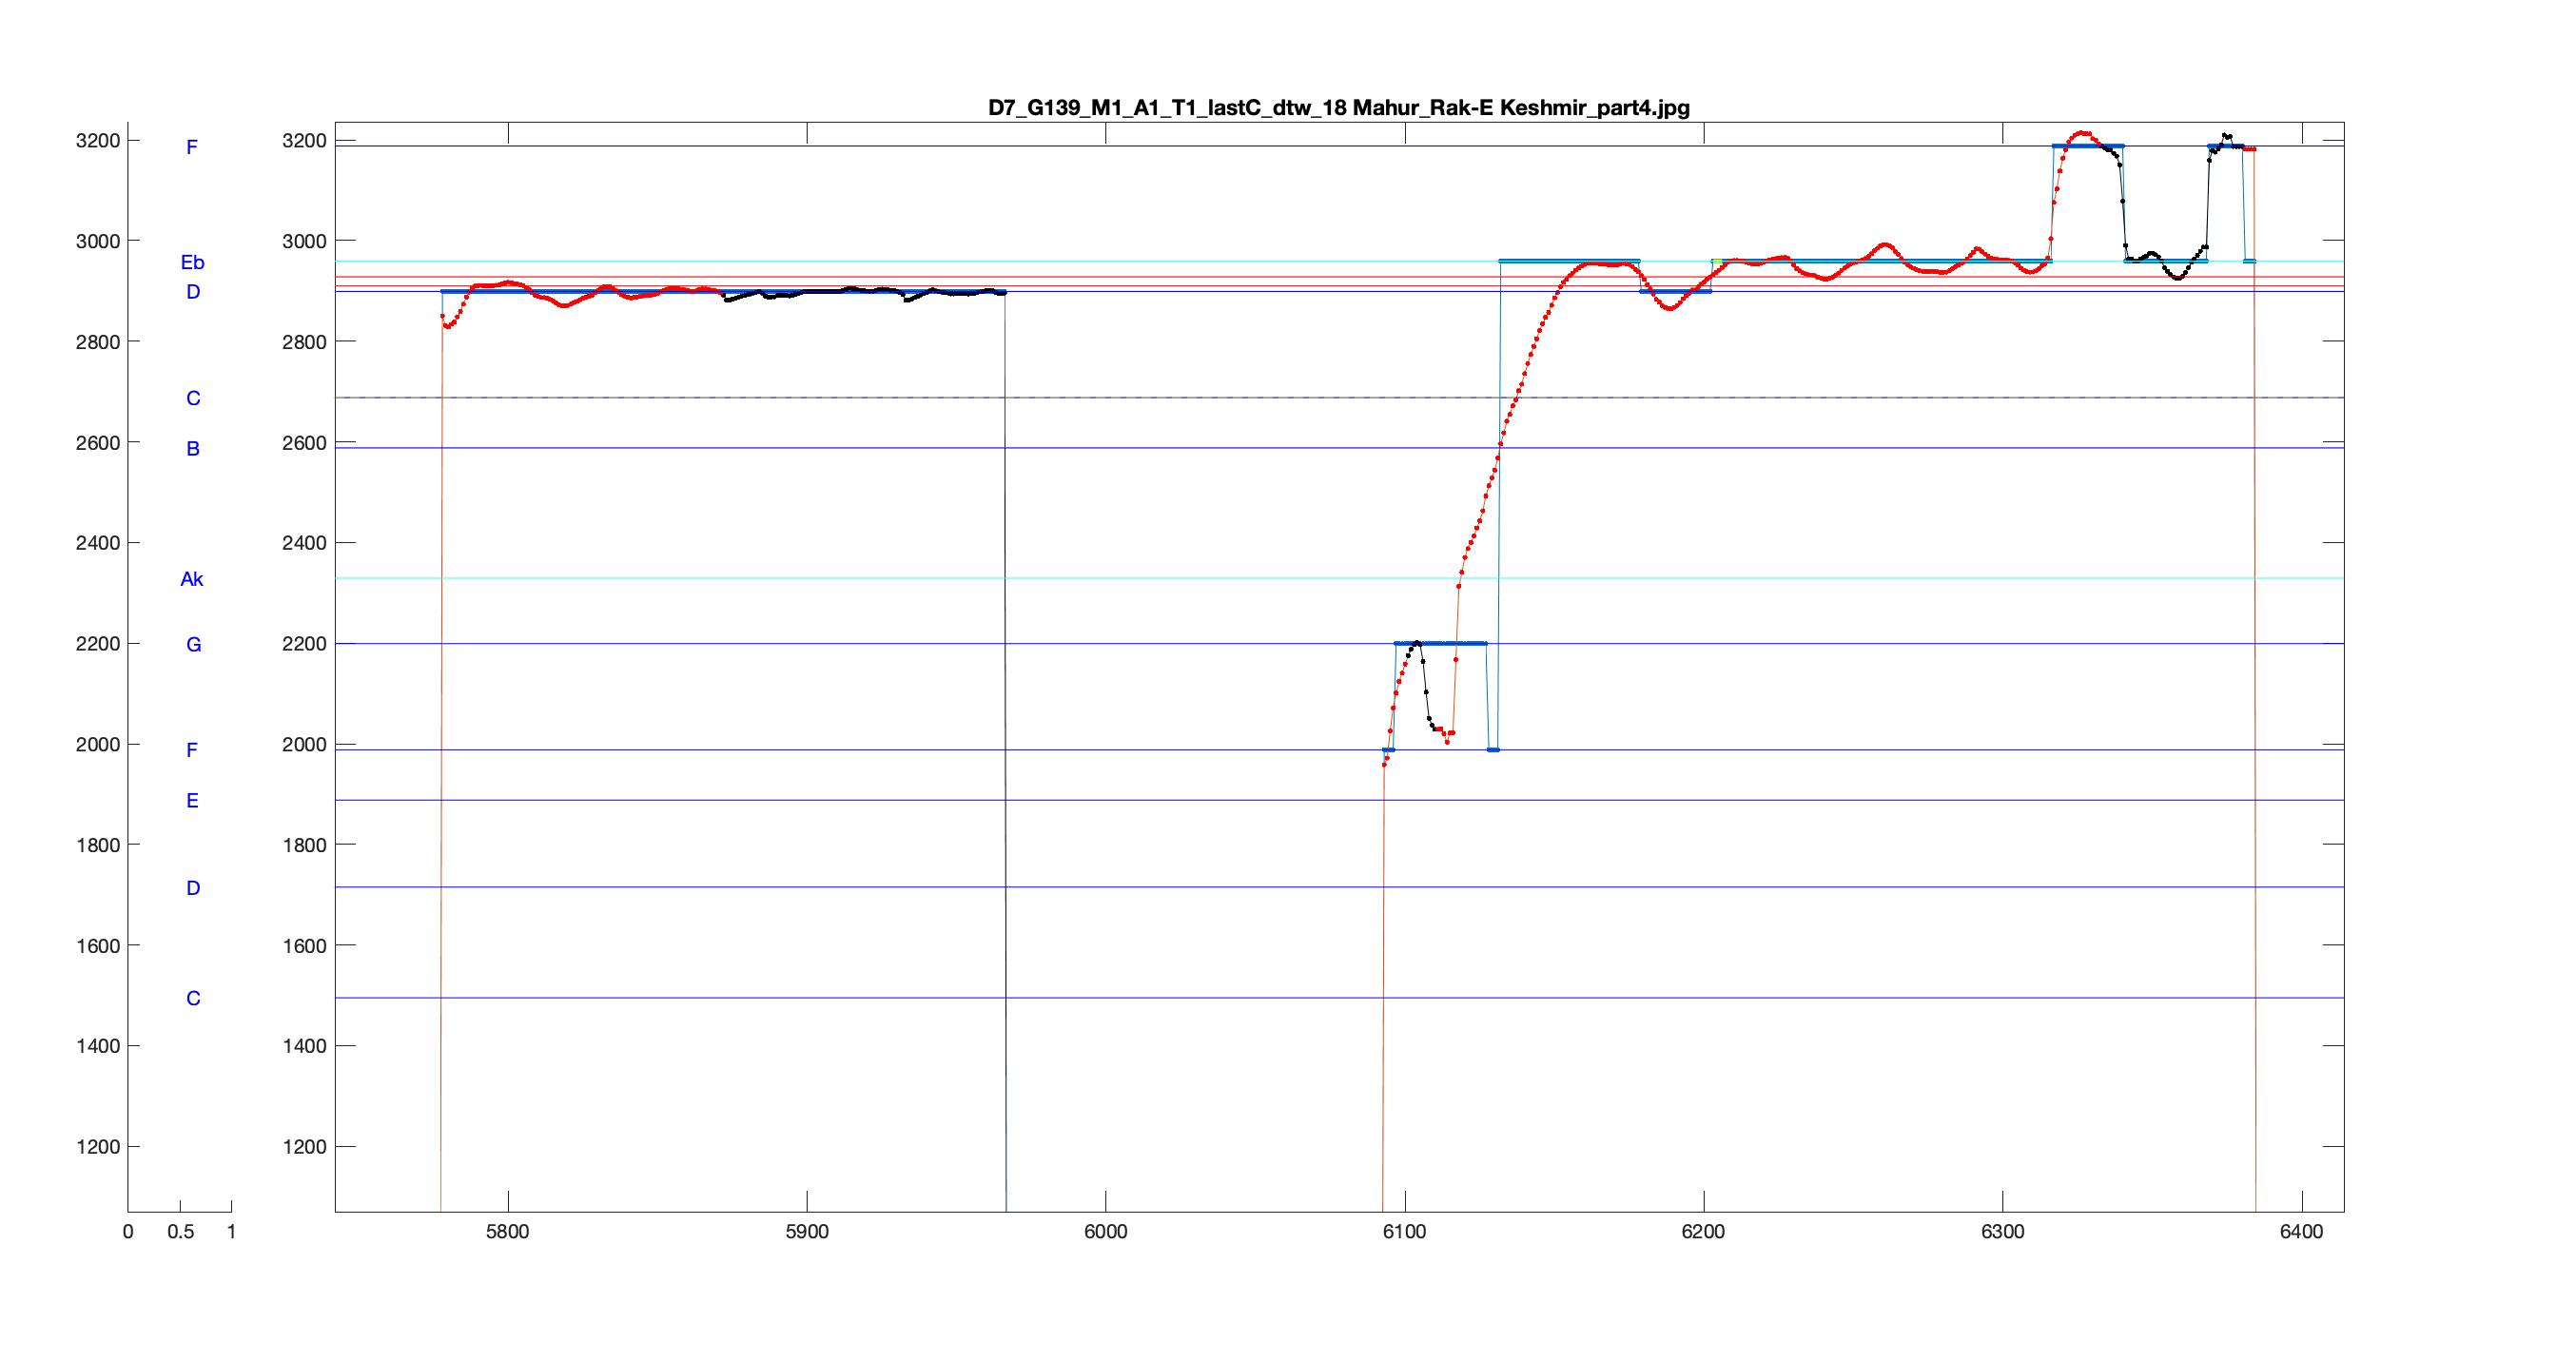 D7_G139_M1_A1_T1_lastC_dtw_18 Mahur_Rak-E Keshmir_part4.jpg
3200 F 3200
3000 3000
Eb
D
2800 2800
C
2600 B 2600
2400 2400
Ak
2200 G 2200
2000 F 2000
E
1800 1800
D
1600 1600
C
1400 1400
1200 1200
0 0.5 1 5800 5900 6000 6100 6200 6300 6400